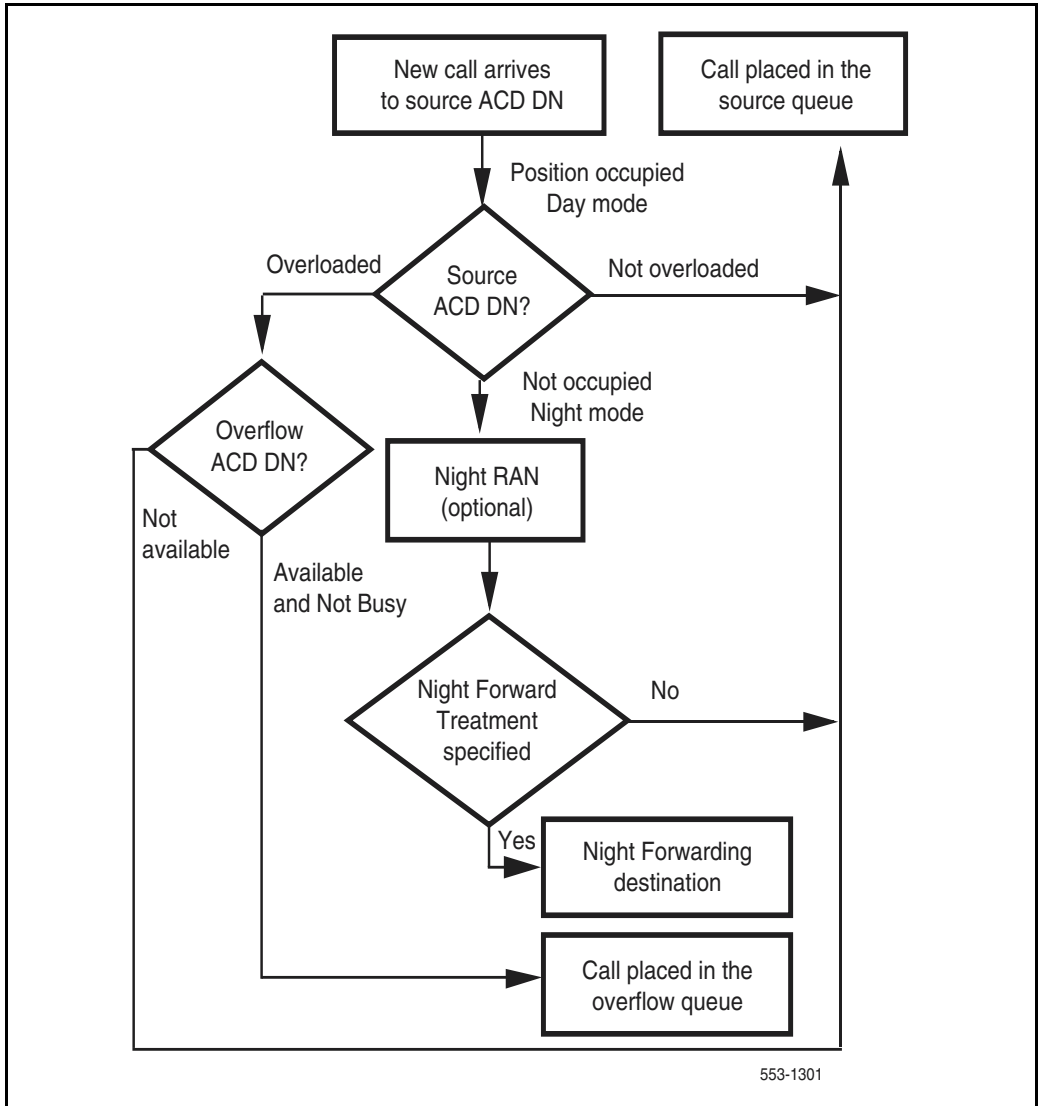 New call arrives
to source ACD DN
Call placed in the
source queue
Position occupied
Day mode
Overloaded
Source
ACD DN?
Not overloaded
Not occupied
Night mode
Overflow
ACD DN?
Night RAN
(optional)
Not
available
Available
and Not Busy
Night Forward
Treatment
specified
No
Yes
Night Forwarding
destination
Call placed in the
overflow queue
553-1301